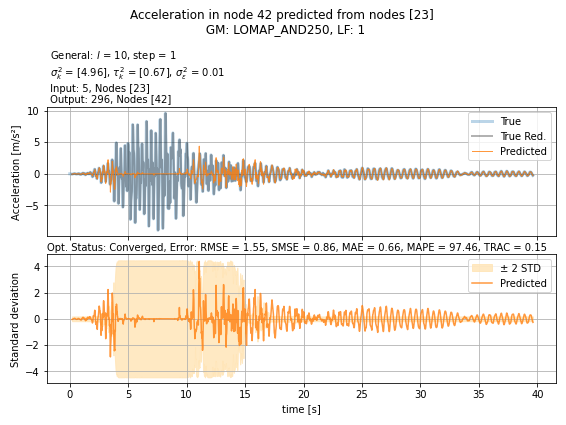 Acceleration in node 42 predicted from nodes [23]
GM: LOMAP_AND250, LF: 1
General: l = 10, step = 1
σ²ₖ = [4.96], τ²ₖ = [0.67], σ²ε = 0.01
Input: 5, Nodes [23]
Output: 296, Nodes [42]
Acceleration [m/s²]
10
5
0
−5
True
True Red.
Predicted
Opt. Status: Converged, Error: RMSE = 1.55, SMSE = 0.86, MAE = 0.66, MAPE = 97.46, TRAC = 0.15
Standard deviation
4
2
0
−2
−4
± 2 STD
Predicted
0 5 10 15 20 25 30 35 40
time [s]